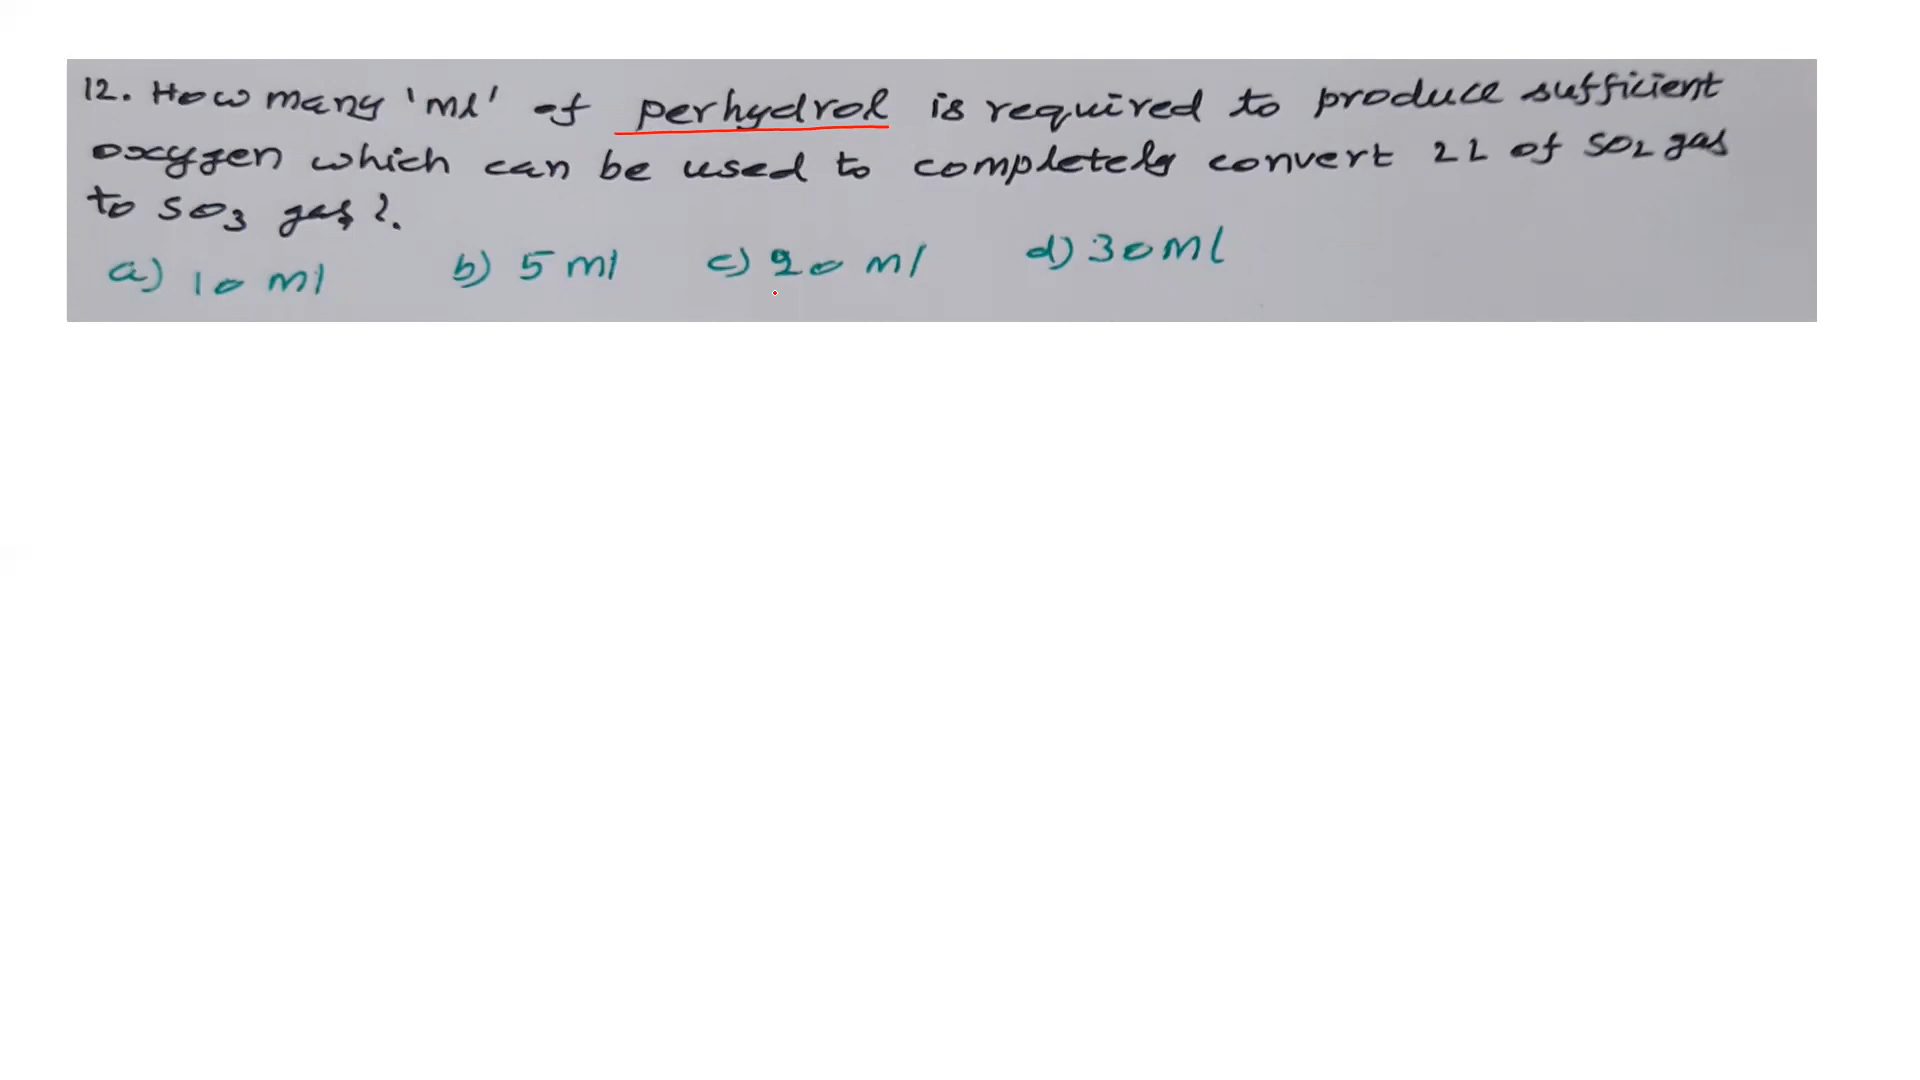 12. How many 'ml' of perhydrol is required to produce sufficient
oxygen which can be used to completely convert 2L of SO2 gas
to SO3 gas?.
a) 10 ml b) 5 ml c) 20 ml d) 30 ml